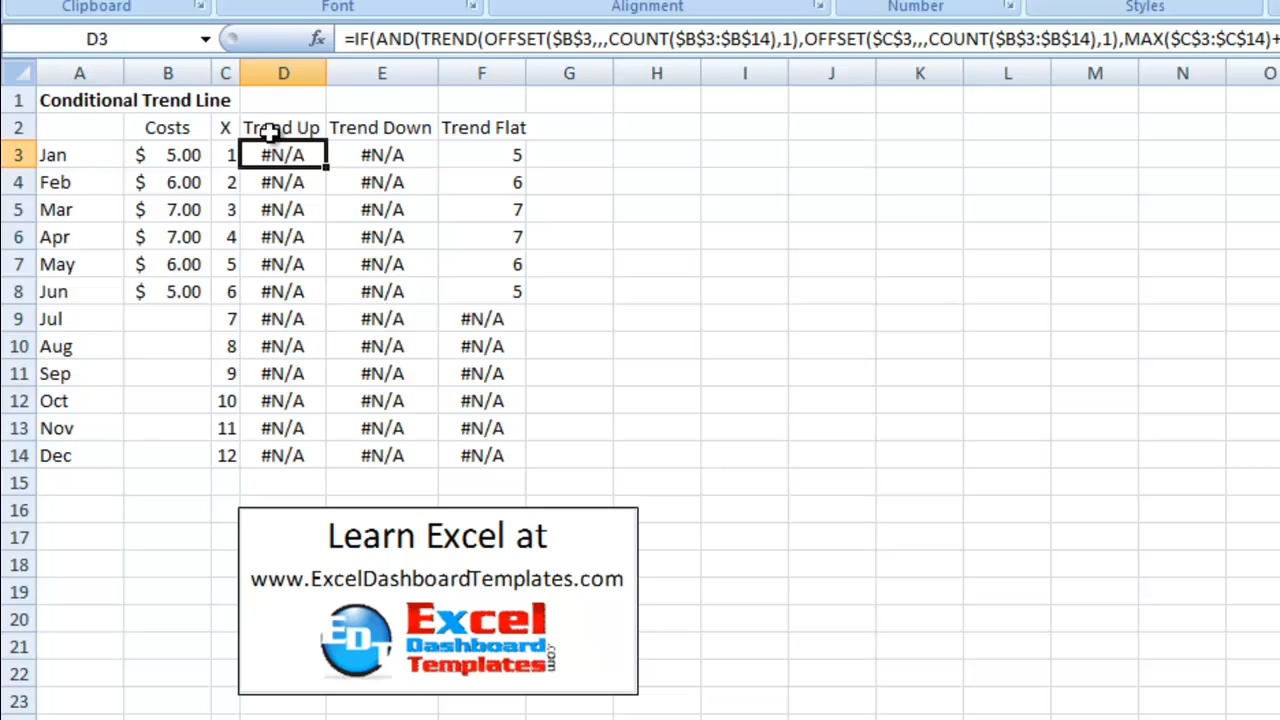 Clipboard Font Alignment Number Styles
D3 fx =IF(AND(TREND(OFFSET($B$3,,,COUNT($B$3:$B$14),1),OFFSET($C$3,,,COUNT($B$3:$B$14),1),MAX($C$3:$C$14)+
A B C D E F G H I J K L M N O
1 Conditional Trend Line
2 Costs X Trend Up Trend Down Trend Flat
3 Jan $ 5.00 1 #N/A #N/A 5
4 Feb $ 6.00 2 #N/A #N/A 6
5 Mar $ 7.00 3 #N/A #N/A 7
6 Apr $ 7.00 4 #N/A #N/A 7
7 May $ 6.00 5 #N/A #N/A 6
8 Jun $ 5.00 6 #N/A #N/A 5
9 Jul 7 #N/A #N/A #N/A
10 Aug 8 #N/A #N/A #N/A
11 Sep 9 #N/A #N/A #N/A
12 Oct 10 #N/A #N/A #N/A
13 Nov 11 #N/A #N/A #N/A
14 Dec 12 #N/A #N/A #N/A
15
16
17 Learn Excel at
18
19 www.ExcelDashboardTemplates.com
20 Excel
21 EDT Dashboard
22 Templates .com
23